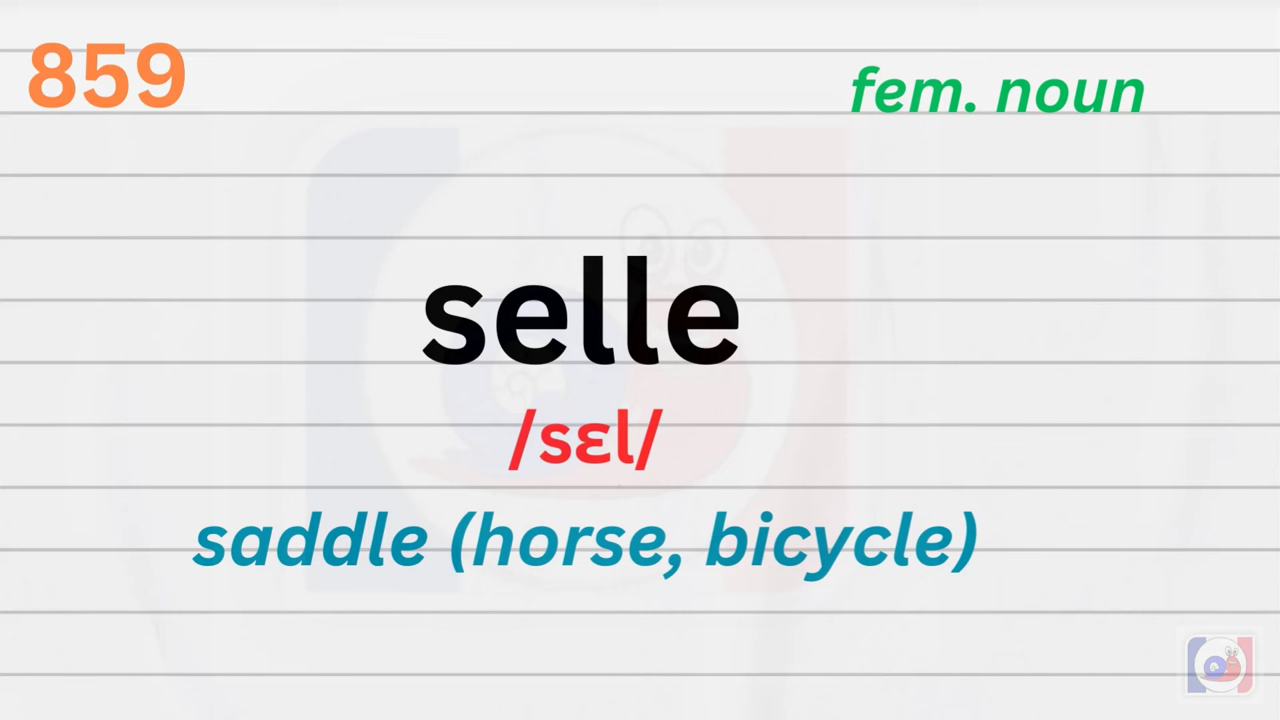 859
fem. noun
selle
/sɛl/
saddle (horse, bicycle)